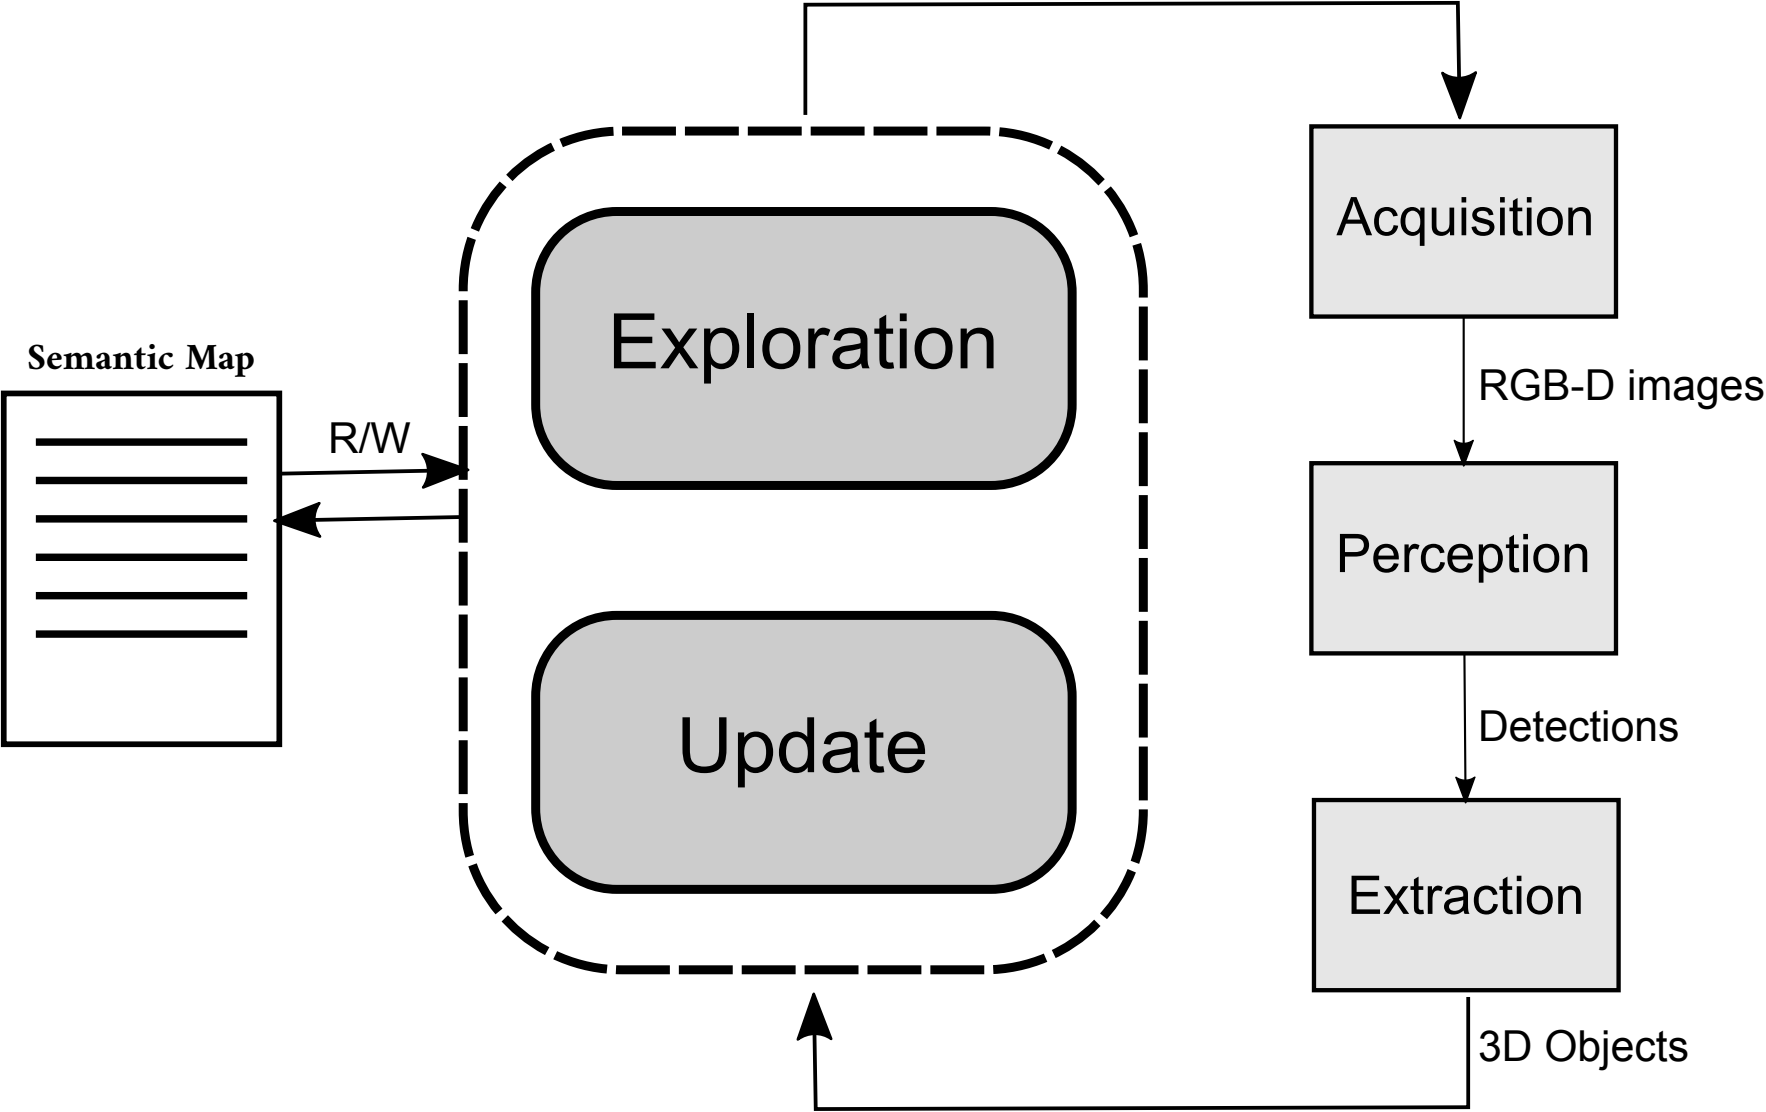 Semantic Map
R/W
Exploration
Update
Acquisition
RGB-D images
Perception
Detections
Extraction
3D Objects